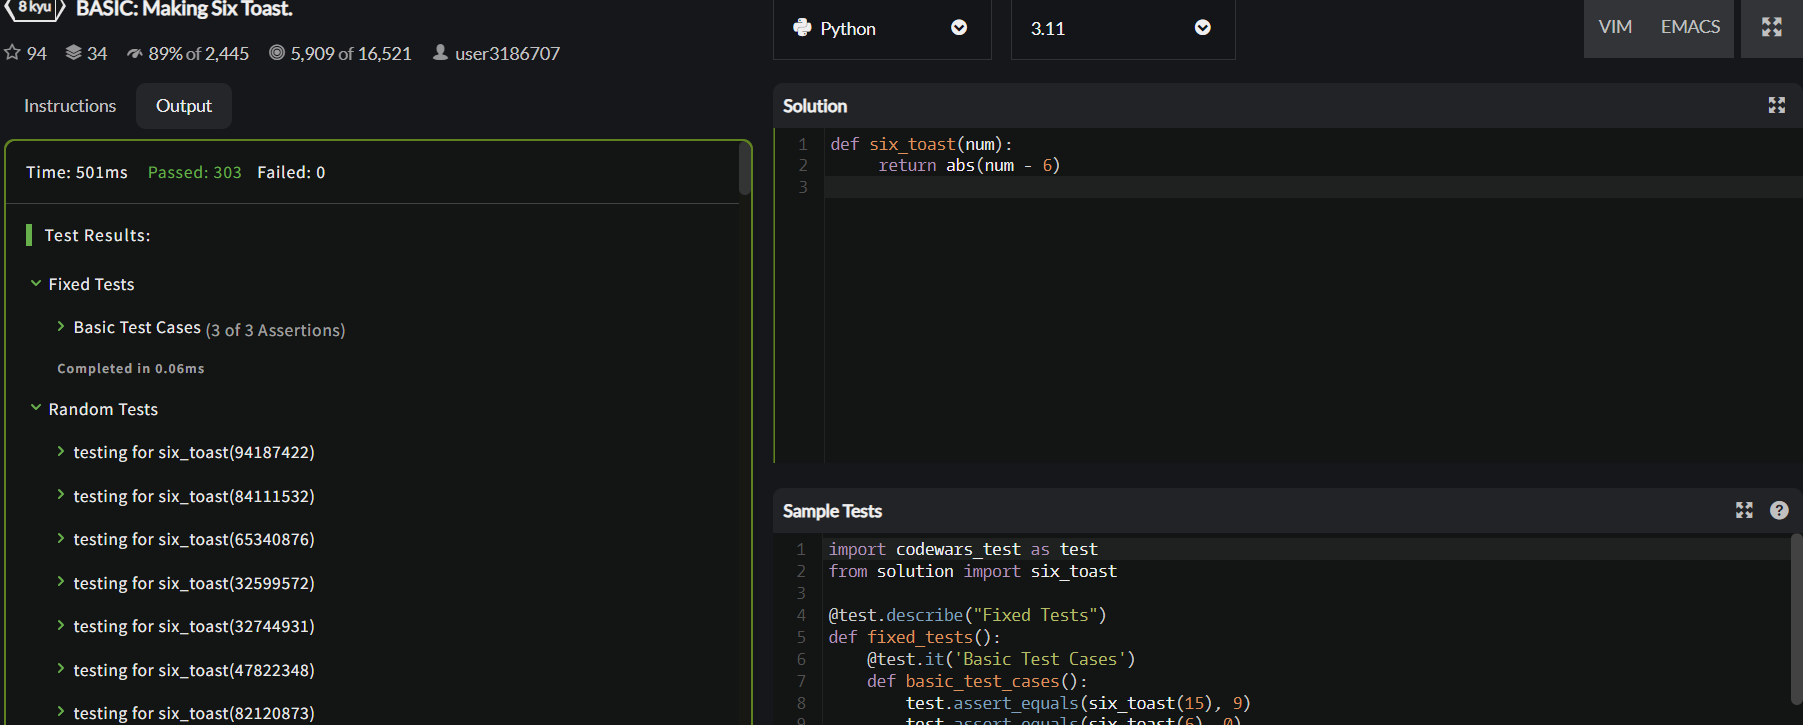 8 kyu BASIC: Making Six Toast.
94 34 89% of 2,445 5,909 of 16,521 user3186707
Instructions Output
Time: 501ms Passed: 303 Failed: 0
Test Results:
Fixed Tests
Basic Test Cases (3 of 3 Assertions)
Completed in 0.06ms
Random Tests
testing for six_toast(94187422)
testing for six_toast(84111532)
testing for six_toast(65340876)
testing for six_toast(32599572)
testing for six_toast(32744931)
testing for six_toast(47822348)
testing for six_toast(82120873)
Python 3.11 VIM EMACS
Solution
1 def six_toast(num):
2 return abs(num - 6)
3
Sample Tests ?
1 import codewars_test as test
2 from solution import six_toast
3
4 @test.describe("Fixed Tests")
5 def fixed_tests():
6 @test.it('Basic Test Cases')
7 def basic_test_cases():
8 test.assert_equals(six_toast(15), 9)
9 test.assert_equals(six_toast(6), 0)